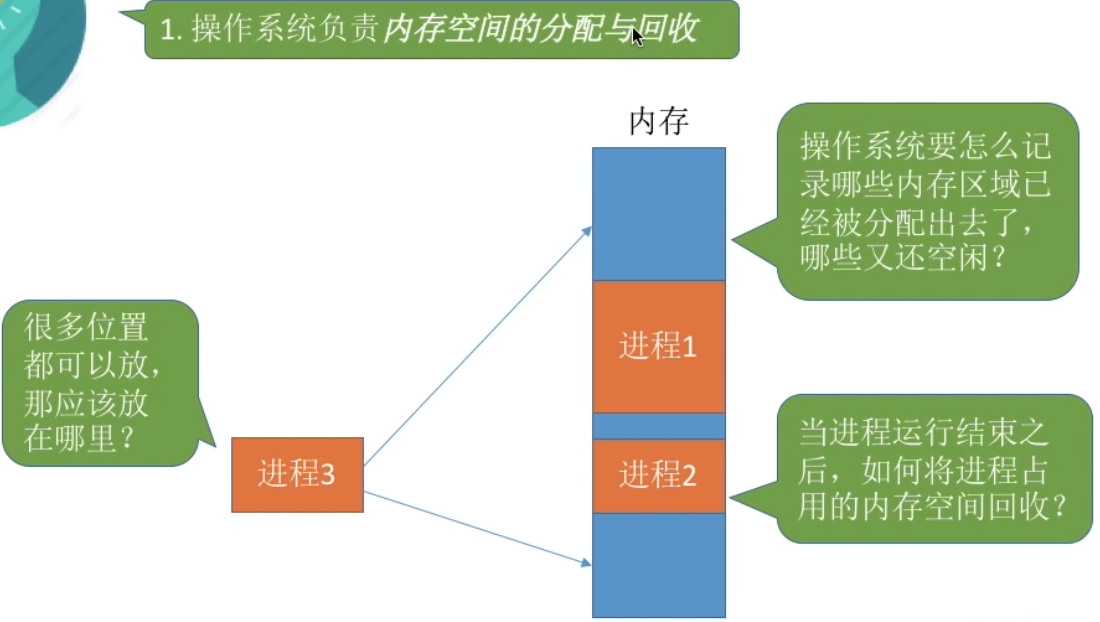 1. 操作系统负责内存空间的分配与回收
内存
操作系统要怎么记
录哪些内存区域已
经被分配出去了，
哪些又还空闲？
进程1
很多位置
都可以放，
那应该放
在哪里？
进程3
进程2
当进程运行结束之
后，如何将进程占
用的内存空间回收？